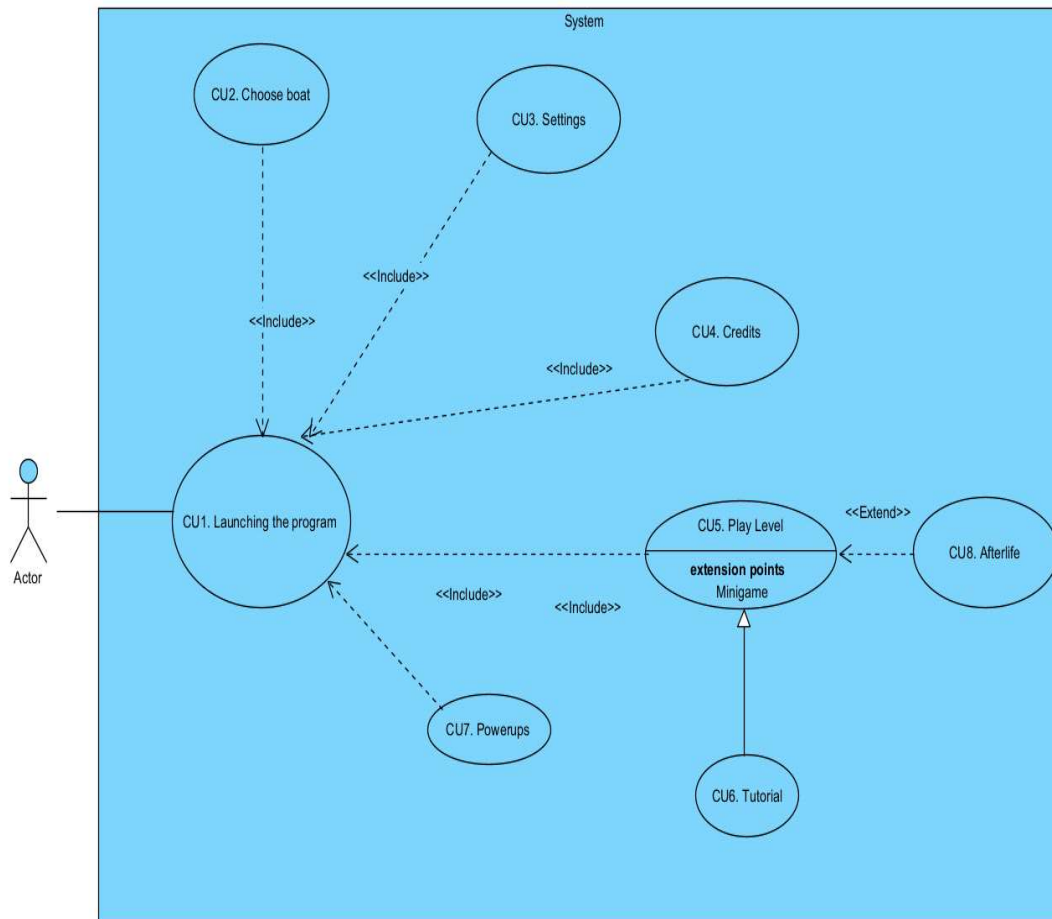 System
CU2. Choose boat
CU3. Settings
<<Include>>
<<Include>>
CU4. Credits
<<Include>>
Actor
CU1. Launching the program
CU5. Play Level
extension points
Minigame
<<Extend>>
CU8. Afterlife
<<Include>>
<<Include>>
CU7. Powerups
CU6. Tutorial